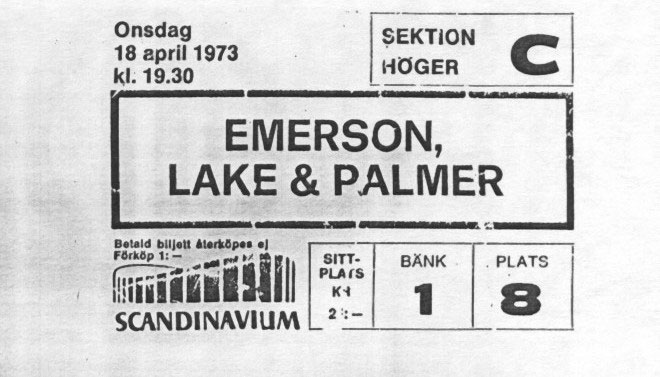 Onsdag
18 april 1973
kl. 19.30
SEKTION
HÖGER
C
EMERSON,
LAKE & PALMER
Betald biljett återköpes ej
Förköp 1:—
SCANDINAVIUM
SITT-
PLATS
KR
BÄNK
1
PLATS
8